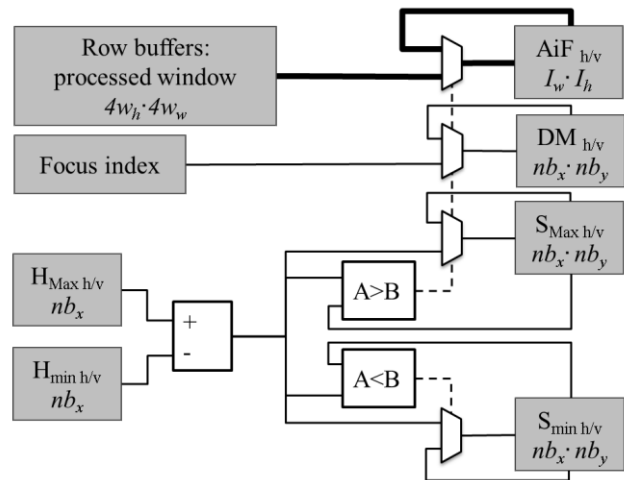 Row buffers:
processed window
4w_h·4w_w
AiF h/v
I_w·I_h
Focus index
DM h/v
nb_x·nb_y
S_Max h/v
nb_x·nb_y
H_Max h/v
nb_x
A>B
+
-
H_min h/v
nb_x
A<B
S_min h/v
nb_x·nb_y